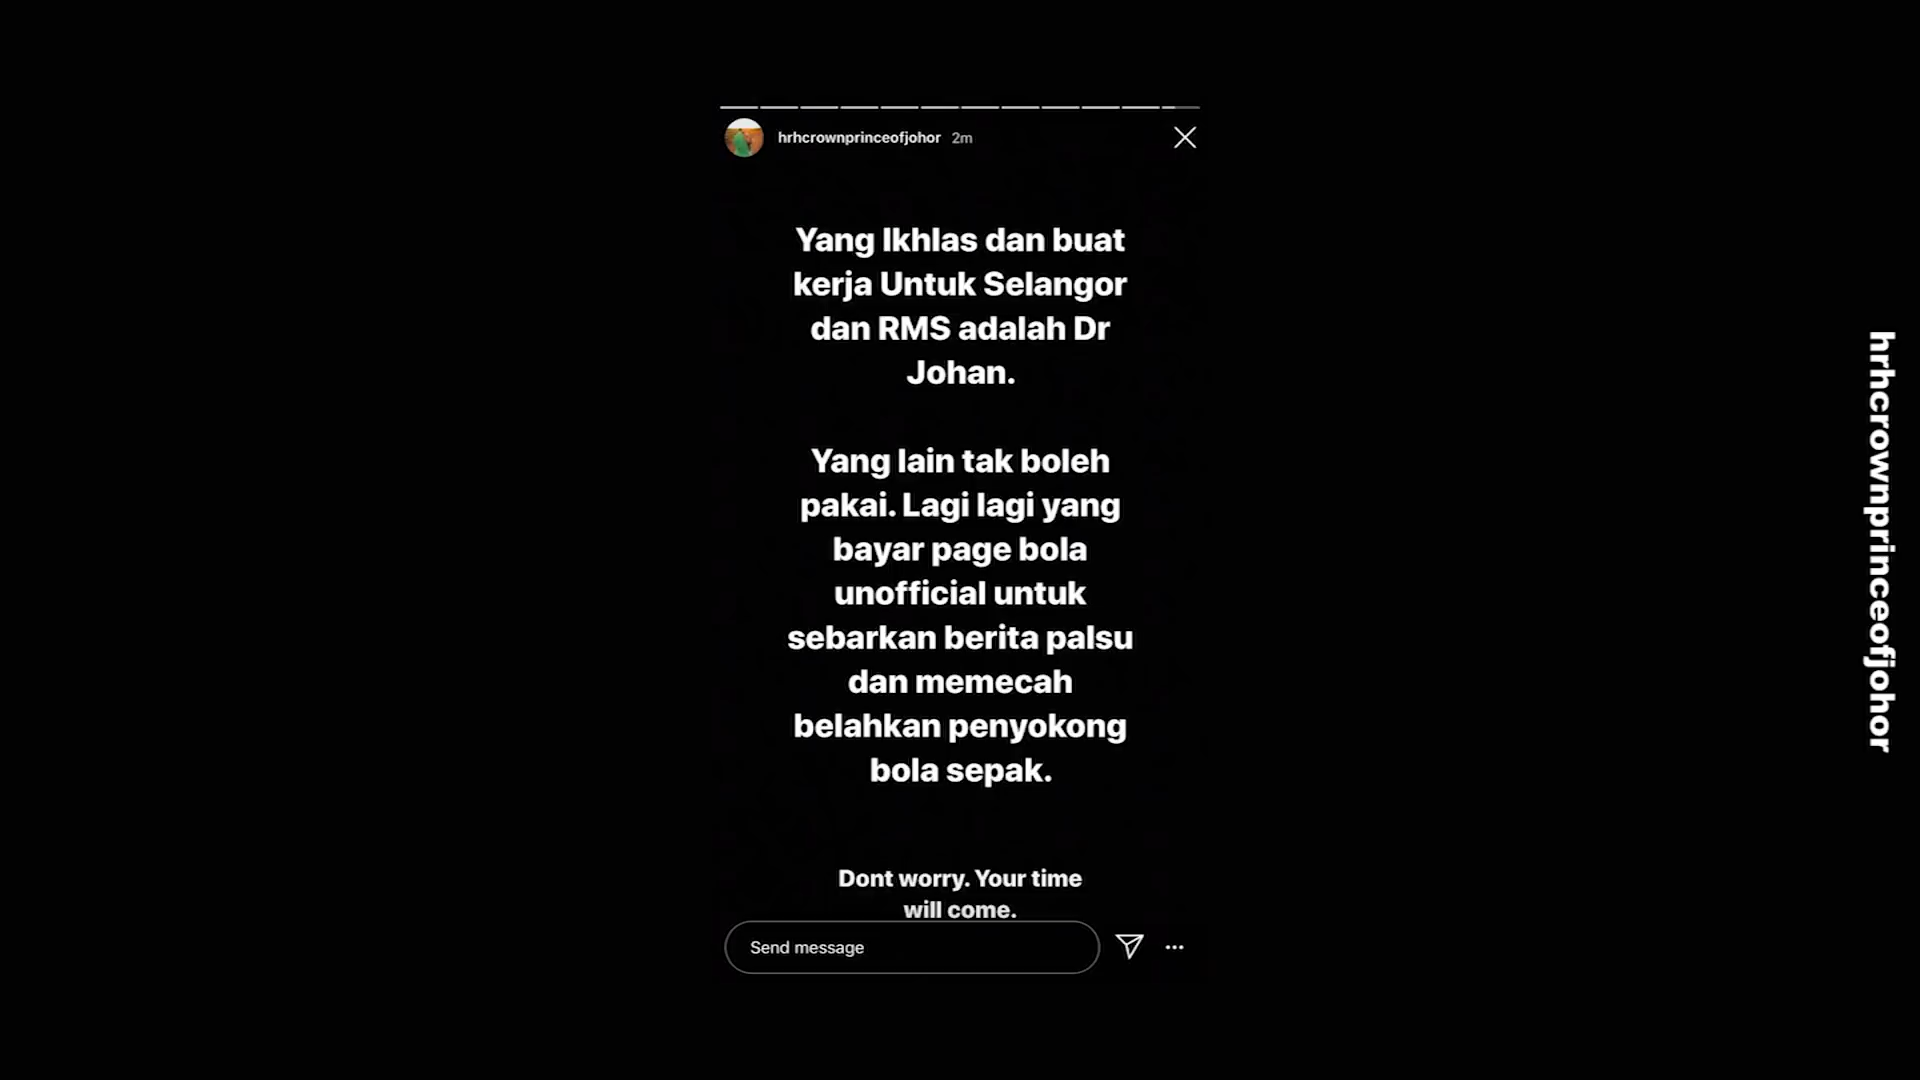 hrhcrownprinceofjohor 2m
Yang Ikhlas dan buat
kerja Untuk Selangor
dan RMS adalah Dr
Johan.
Yang lain tak boleh
pakai. Lagi lagi yang
bayar page bola
unofficial untuk
sebarkan berita palsu
dan memecah
belahkan penyokong
bola sepak.
Dont worry. Your time
will come.
Send message
hrhcrownprinceofjohor